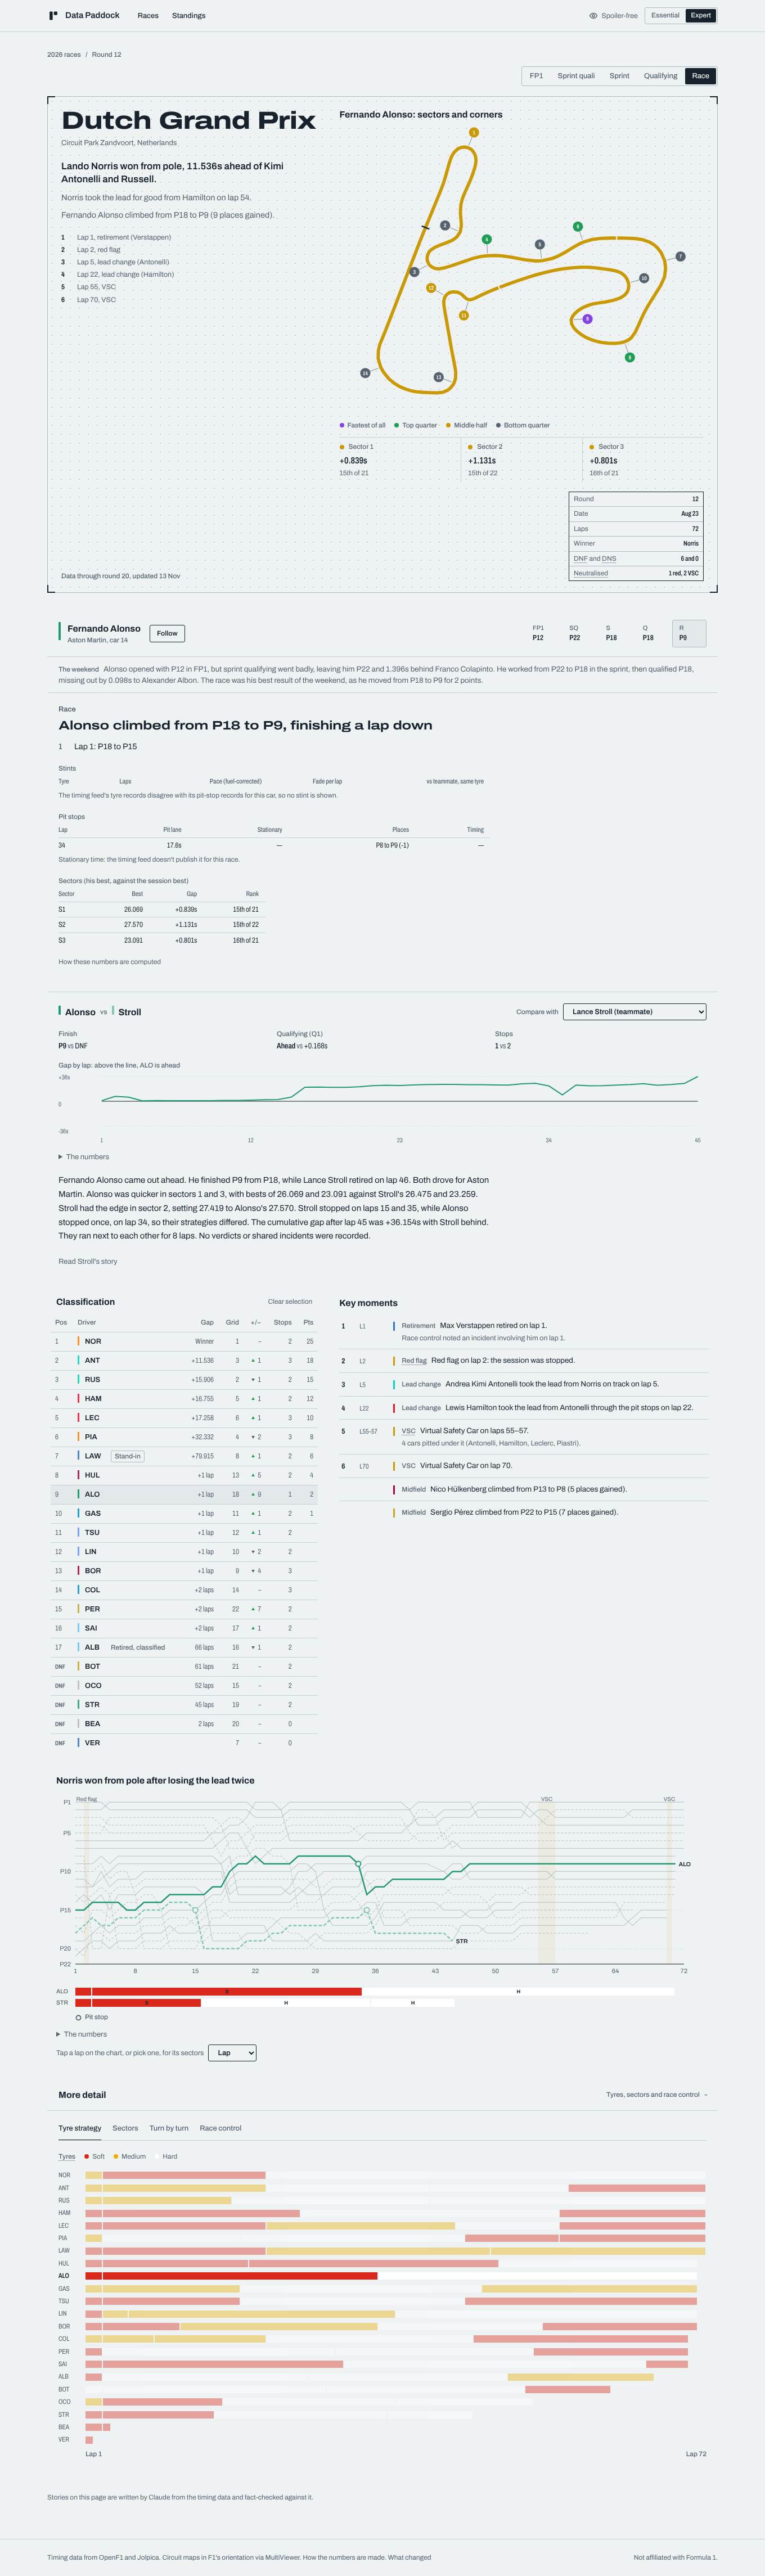 Data Paddock Races Standings Spoiler-free Essential Expert
2026 races / Round 12
FP1 Sprint quali Sprint Qualifying Race
Dutch Grand Prix
Circuit Park Zandvoort, Netherlands
Lando Norris won from pole, 11.536s ahead of Kimi
Antonelli and Russell.
Norris took the lead for good from Hamilton on lap 54.
Fernando Alonso climbed from P18 to P9 (9 places gained).
1 Lap 1, retirement (Verstappen)
2 Lap 2, red flag
3 Lap 5, lead change (Antonelli)
4 Lap 22, lead change (Hamilton)
5 Lap 55, VSC
6 Lap 70, VSC
Data through round 20, updated 13 Nov
Fernando Alonso: sectors and corners
Fastest of all Top quarter Middle half Bottom quarter
Sector 1 Sector 2 Sector 3
+0.839s +1.131s +0.801s
15th of 21 15th of 22 16th of 21
Round 12
Date Aug 23
Laps 72
Winner Norris
DNF and DNS 6 and 0
Neutralised 1 red, 2 VSC
Fernando Alonso
Aston Martin, car 14
Follow
FP1 SQ S Q R
P12 P22 P18 P18 P9
The weekend Alonso opened with P12 in FP1, but sprint qualifying went badly, leaving him P22 and 1.396s behind Franco Colapinto. He worked from P22 to P18 in the sprint, then qualified P18,
missing out by 0.098s to Alexander Albon. The race was his best result of the weekend, as he moved from P18 to P9 for 2 points.
Race
Alonso climbed from P18 to P9, finishing a lap down
1 Lap 1: P18 to P15
Stints
Tyre Laps Pace (fuel-corrected) Fade per lap vs teammate, same tyre
The timing feed's tyre records disagree with its pit-stop records for this car, so no stint is shown.
Pit stops
Lap Pit lane Stationary Places Timing
34 17.6s — P8 to P9 (-1) —
Stationary time: the timing feed doesn't publish it for this race.
Sectors (his best, against the session best)
Sector Best Gap Rank
S1 26.069 +0.839s 15th of 21
S2 27.570 +1.131s 15th of 22
S3 23.091 +0.801s 16th of 21
How these numbers are computed
Alonso vs Stroll
Compare with Lance Stroll (teammate)
Finish Qualifying (Q1) Stops
P9 vs DNF Ahead vs +0.168s 1 vs 2
Gap by lap: above the line, ALO is ahead
+36s
0
-36s
1 12 23 34 45
The numbers
Fernando Alonso came out ahead. He finished P9 from P18, while Lance Stroll retired on lap 46. Both drove for Aston
Martin. Alonso was quicker in sectors 1 and 3, with bests of 26.069 and 23.091 against Stroll's 26.475 and 23.259.
Stroll had the edge in sector 2, setting 27.419 to Alonso's 27.570. Stroll stopped on laps 15 and 35, while Alonso
stopped once, on lap 34, so their strategies differed. The cumulative gap after lap 45 was +36.154s with Stroll behind.
They ran next to each other for 8 laps. No verdicts or shared incidents were recorded.
Read Stroll's story
Classification Clear selection
Pos Driver Gap Grid +/− Stops Pts
1 NOR Winner 1 – 2 25
2 ANT +11.536 3 ▲ 1 3 18
3 RUS +15.906 2 ▼ 1 2 15
4 HAM +16.755 5 ▲ 1 2 12
5 LEC +17.258 6 ▲ 1 3 10
6 PIA +32.332 4 ▼ 2 3 8
7 LAW Stand-in +79.915 8 ▲ 1 2 6
8 HUL +1 lap 13 ▲ 5 2 4
9 ALO +1 lap 18 ▲ 9 1 2
10 GAS +1 lap 11 ▲ 1 2 1
11 TSU +1 lap 12 ▲ 1 2
12 LIN +1 lap 10 ▼ 2 2
13 BOR +1 lap 9 ▼ 4 3
14 COL +2 laps 14 – 3
15 PER +2 laps 22 ▲ 7 2
16 SAI +2 laps 17 ▲ 1 2
17 ALB Retired, classified 66 laps 16 ▼ 1 2
DNF BOT 61 laps 21 – 2
DNF OCO 52 laps 15 – 2
DNF STR 45 laps 19 – 2
DNF BEA 2 laps 20 – 0
DNF VER 7 – 0
Key moments
1 L1 Retirement Max Verstappen retired on lap 1.
Race control noted an incident involving him on lap 1.
2 L2 Red flag Red flag on lap 2: the session was stopped.
3 L5 Lead change Andrea Kimi Antonelli took the lead from Norris on track on lap 5.
4 L22 Lead change Lewis Hamilton took the lead from Antonelli through the pit stops on lap 22.
5 L55-57 VSC Virtual Safety Car on laps 55–57.
4 cars pitted under it (Antonelli, Hamilton, Leclerc, Piastri).
6 L70 VSC Virtual Safety Car on lap 70.
Midfield Nico Hülkenberg climbed from P13 to P8 (5 places gained).
Midfield Sergio Pérez climbed from P22 to P15 (7 places gained).
Norris won from pole after losing the lead twice
Red flag VSC VSC
P1
P5
P10
P15
P20
P22
ALO
STR
1 8 15 22 29 36 43 50 57 64 72
ALO S H
STR S H H
Pit stop
The numbers
Tap a lap on the chart, or pick one, for its sectors Lap
More detail Tyres, sectors and race control −
Tyre strategy Sectors Turn by turn Race control
Tyres Soft Medium Hard
NOR
ANT
RUS
HAM
LEC
PIA
LAW
HUL
ALO
GAS
TSU
LIN
BOR
COL
PER
SAI
ALB
BOT
OCO
STR
BEA
VER
Lap 1 Lap 72
Stories on this page are written by Claude from the timing data and fact-checked against it.
Timing data from OpenF1 and Jolpica. Circuit maps in F1's orientation via MultiViewer. How the numbers are made. What changed
Not affiliated with Formula 1.